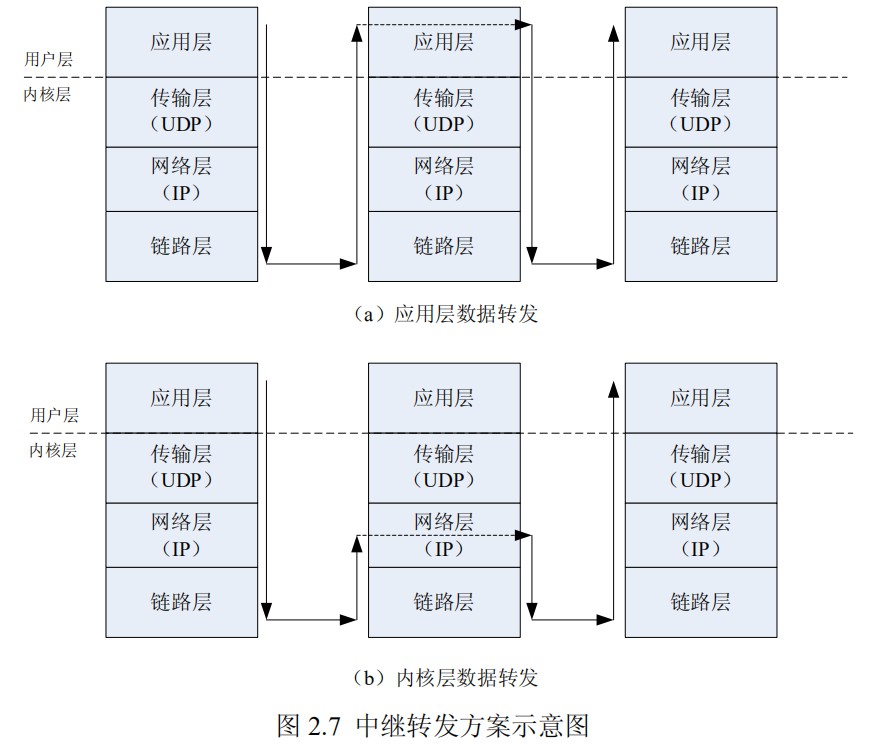 应用层 应用层 应用层
用户层
内核层
传输层 传输层 传输层
（UDP） （UDP） （UDP）
网络层 网络层 网络层
（IP） （IP） （IP）
链路层 链路层 链路层
（a）应用层数据转发
应用层 应用层 应用层
用户层
内核层
传输层 传输层 传输层
（UDP） （UDP） （UDP）
网络层 网络层 网络层
（IP） （IP） （IP）
链路层 链路层 链路层
（b）内核层数据转发
图 2.7 中继转发方案示意图